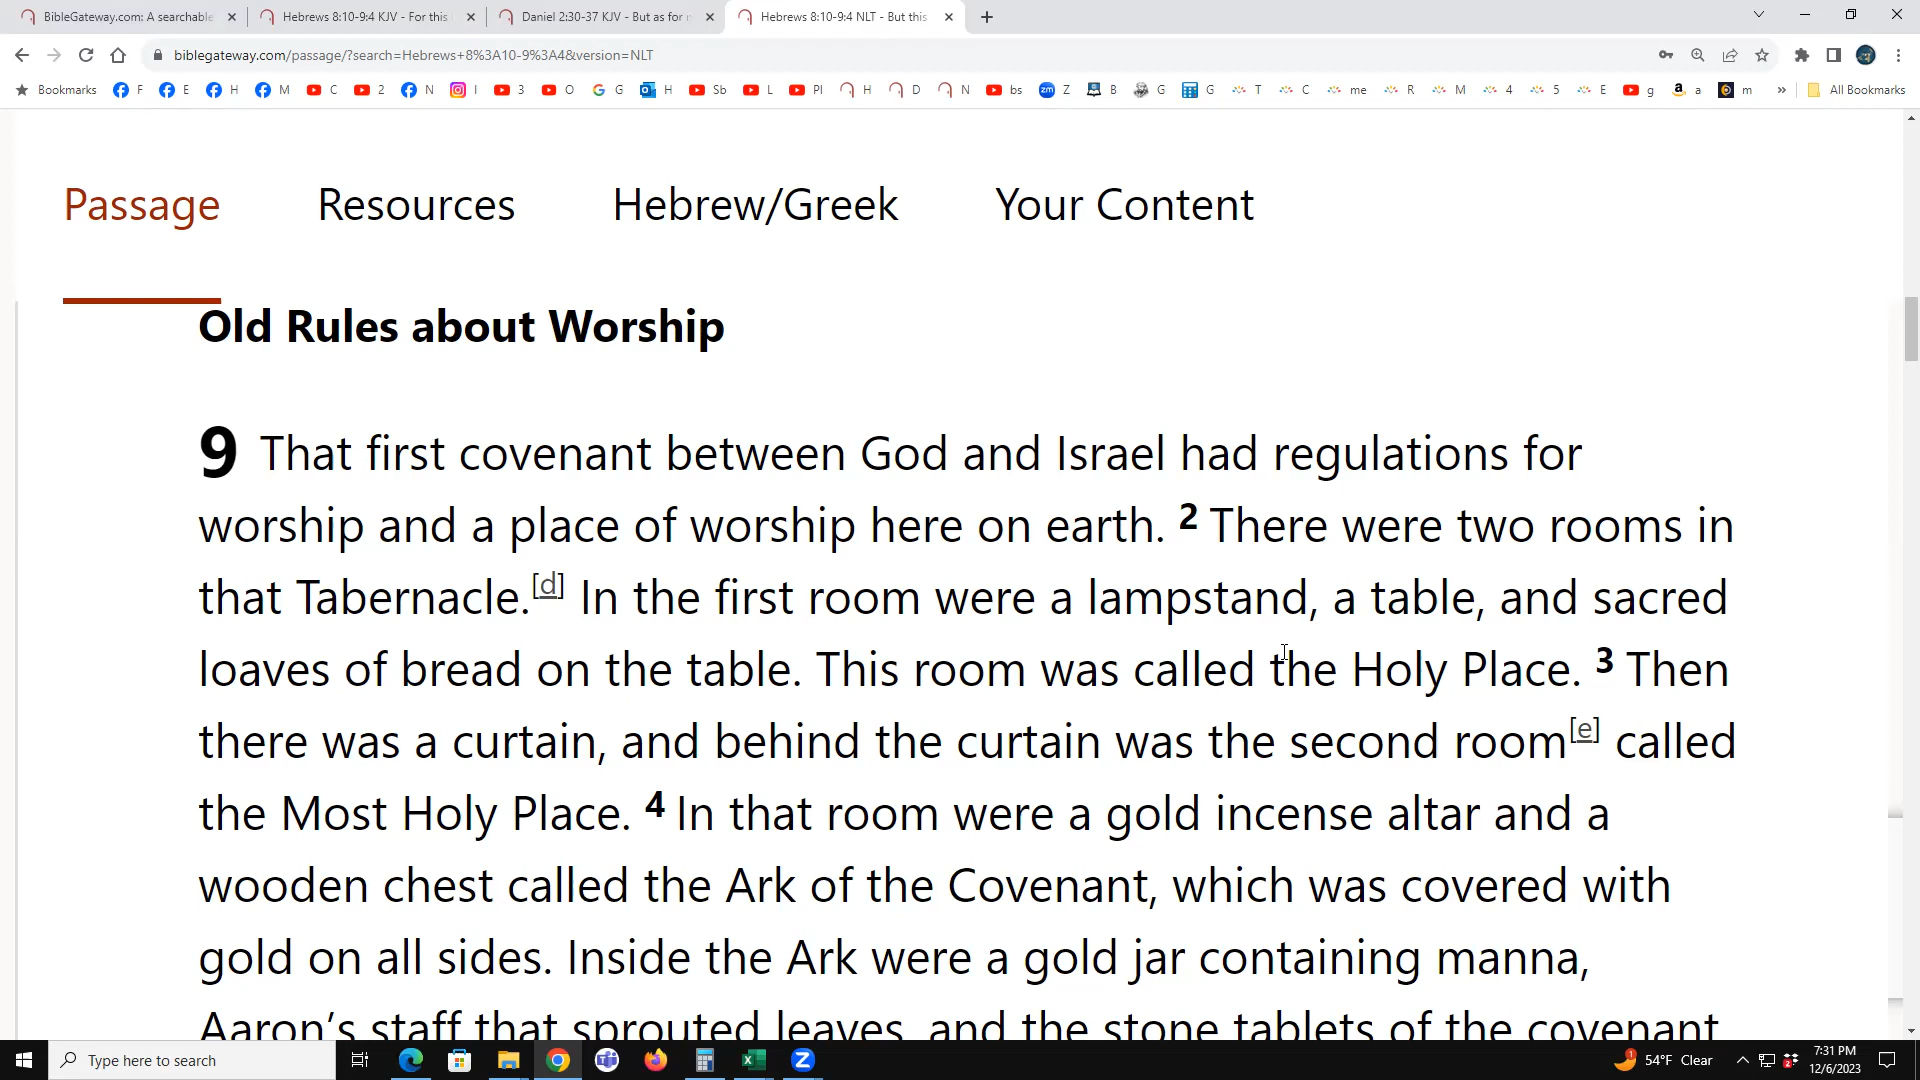 BibleGateway.com: A searchable
Hebrews 8:10-9:4 KJV - For this
Daniel 2:30-37 KJV - But as for
Hebrews 8:10-9:4 NLT - But this
biblegateway.com/passage/?search=Hebrews+8%3A10-9%3A4&version=NLT
Bookmarks F E H M C 2 N I 3 O G H Sb L Pl H D N bs Z B G G T C me R M 4 5 E g a m » All Bookmarks
Passage Resources Hebrew/Greek Your Content
Old Rules about Worship
9 That first covenant between God and Israel had regulations for
worship and a place of worship here on earth. 2 There were two rooms in
that Tabernacle.[d] In the first room were a lampstand, a table, and sacred
loaves of bread on the table. This room was called the Holy Place. 3 Then
there was a curtain, and behind the curtain was the second room[e] called
the Most Holy Place. 4 In that room were a gold incense altar and a
wooden chest called the Ark of the Covenant, which was covered with
gold on all sides. Inside the Ark were a gold jar containing manna,
Aaron's staff that sprouted leaves, and the stone tablets of the covenant
Type here to search
54°F Clear
7:31 PM
12/6/2023